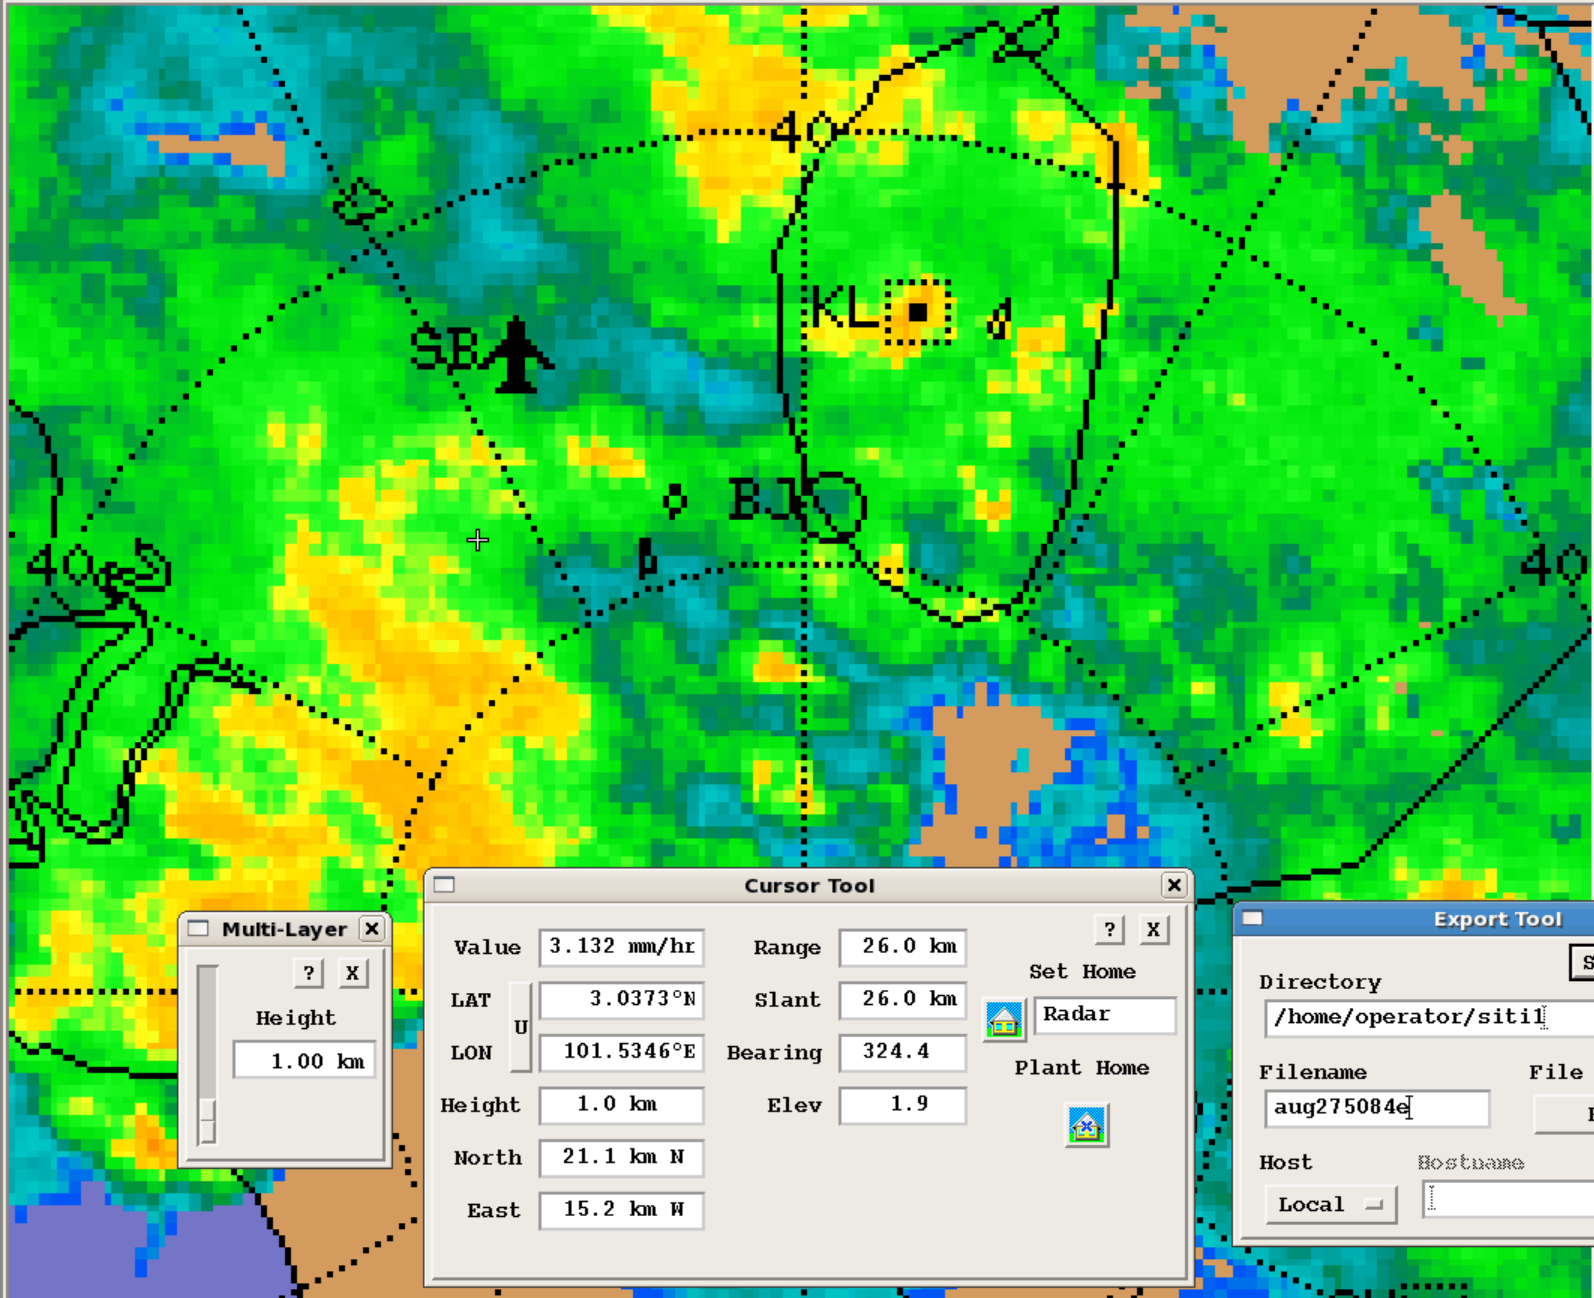 40
KL
SB
BJ
40
40
Cursor Tool
Value 3.132 mm/hr
LAT 3.0373°N
U
LON 101.5346°E
Height 1.0 km
North 21.1 km N
East 15.2 km W
Range 26.0 km
Slant 26.0 km
Bearing 324.4
Elev 1.9
? X
Set Home
Radar
Plant Home
Multi-Layer
? X
Height
1.00 km
Export Tool
S
Directory
/home/operator/siti1
Filename File
aug275084e
Host Hostname
Local